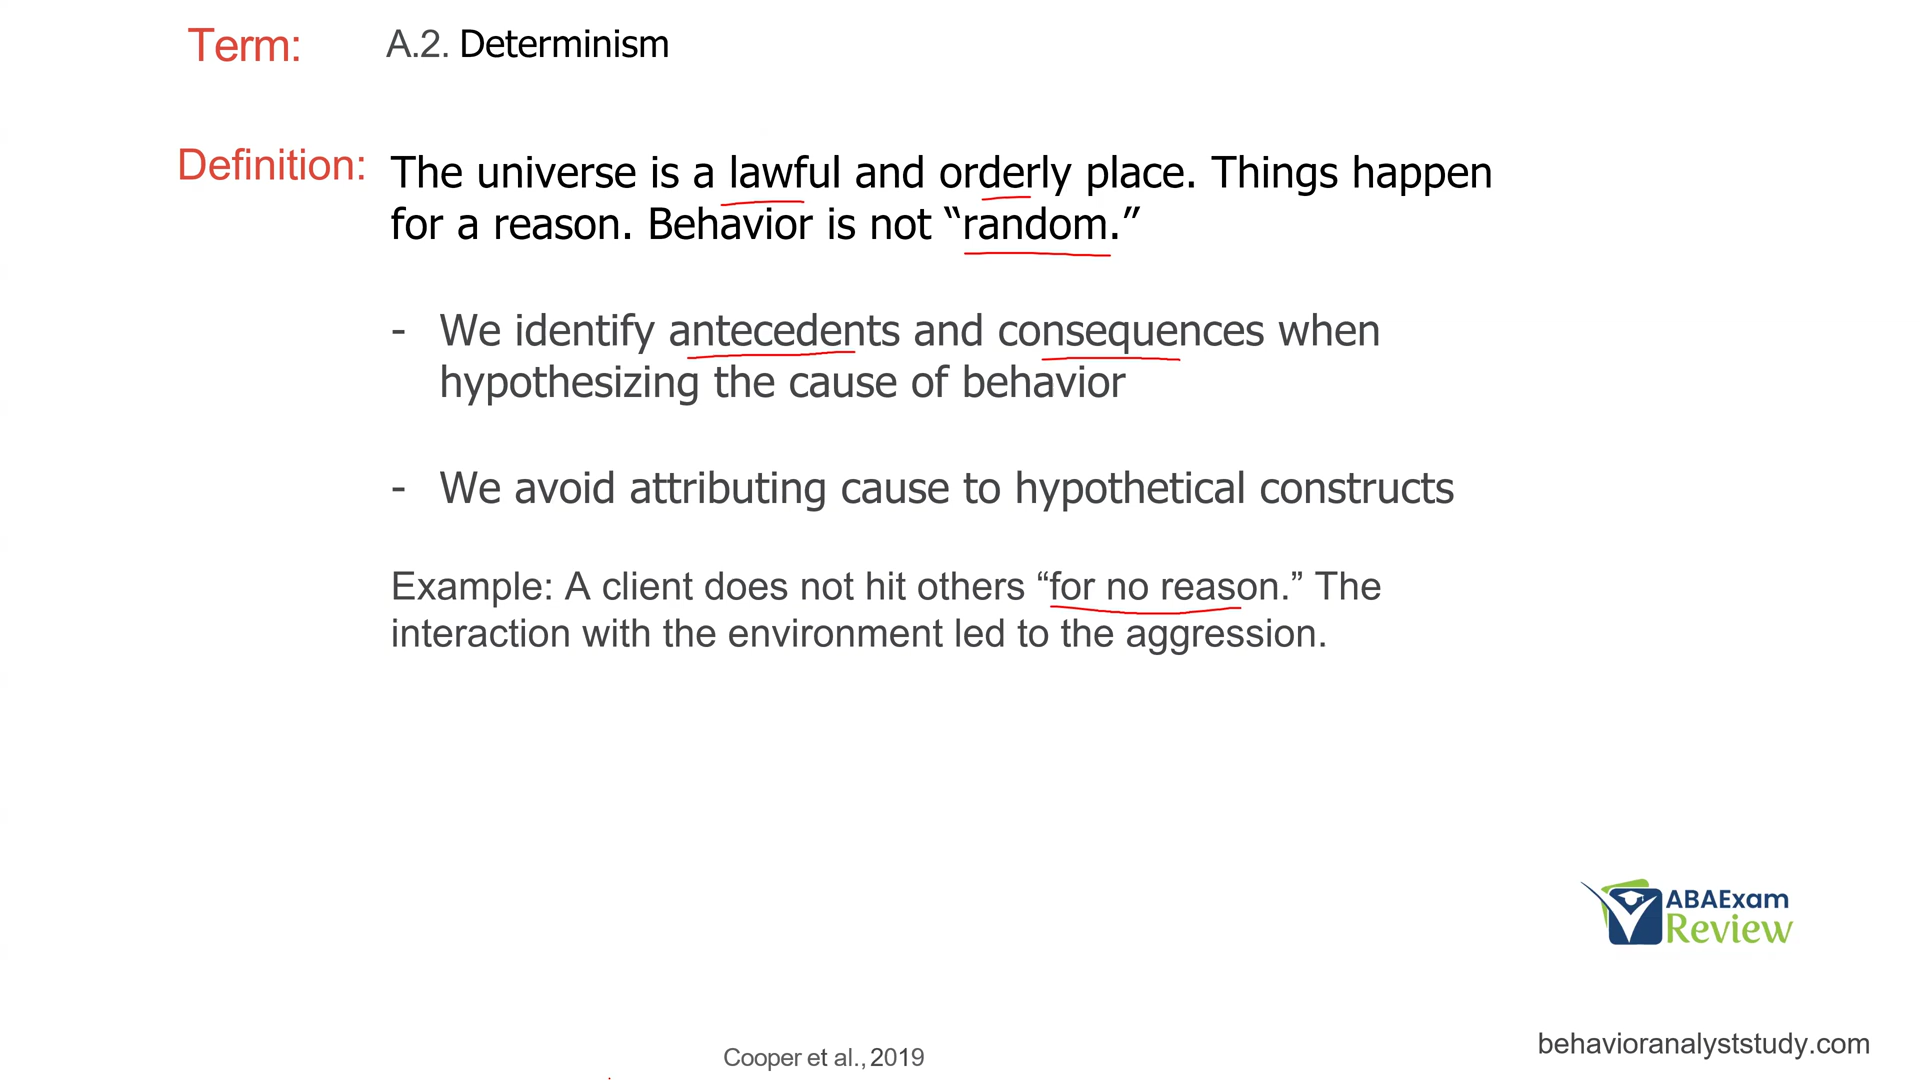 Term: A.2. Determinism
Definition: The universe is a lawful and orderly place. Things happen
for a reason. Behavior is not “random.”
- We identify antecedents and consequences when
hypothesizing the cause of behavior
- We avoid attributing cause to hypothetical constructs
Example: A client does not hit others “for no reason.” The
interaction with the environment led to the aggression.
ABAExam
Review
behavioranalyststudy.com
Cooper et al., 2019